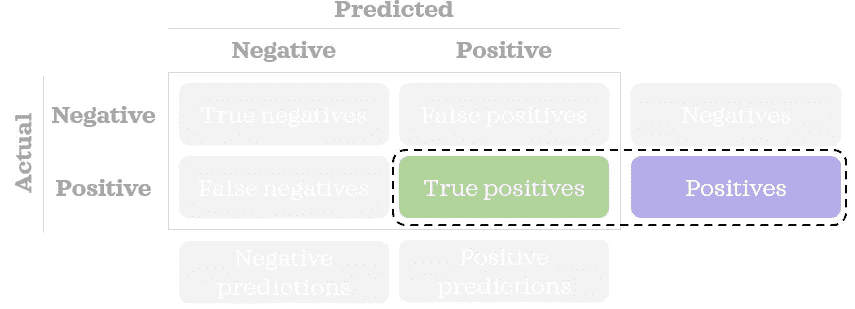 Predicted
Negative Positive
Actual
Negative True negatives False positives Negatives
Positive False negatives True positives Positives
Negative
predictions
Positive
predictions